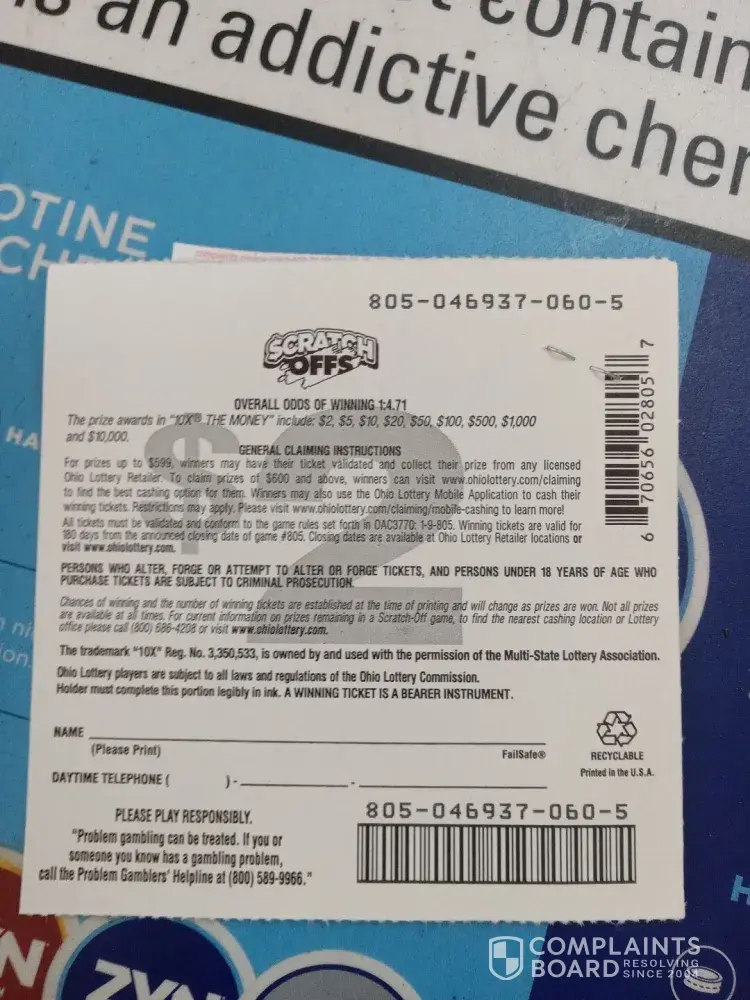 an addictive
OTINE
805-046937-060-5
SCRATCH
OFFS
OVERALL ODDS OF WINNING 1:4.71
The prize awards in "10X® THE MONEY" include: $2, $5, $10, $20, $50, $100, $500, $1,000
and $10,000.
GENERAL CLAIMING INSTRUCTIONS
For prizes up to $599, winners may have their ticket validated and collect their prize from any licensed
Ohio Lottery Retailer. To claim prizes of $600 and above, winners can visit www.ohiolottery.com/claiming
to find the best cashing option for them. Winners may also use the Ohio Lottery Mobile Application to cash their
winning tickets. Restrictions may apply. Please visit www.ohiolottery.com/claiming/mobile-cashing to learn more!
All tickets must be validated and conform to the game rules set forth in OAC3770: 1-9-805. Winning tickets are valid for
180 days from the announced closing date of game #805. Closing dates are available at Ohio Lottery Retailer locations or
visit www.ohiolottery.com.
PERSONS WHO ALTER, FORGE OR ATTEMPT TO ALTER OR FORGE TICKETS, AND PERSONS UNDER 18 YEARS OF AGE WHO
PURCHASE TICKETS ARE SUBJECT TO CRIMINAL PROSECUTION.
Chances of winning and the number of winning tickets are established at the time of printing and will change as prizes are won. Not all prizes
are available at all times. For current information on prizes remaining in a Scratch-Off game, to find the nearest cashing location or Lottery
office please call (800) 686-4208 or visit www.ohiolottery.com.
The trademark "10X" Reg. No. 3,350,533, is owned by and used with the permission of the Multi-State Lottery Association.
Ohio Lottery players are subject to all laws and regulations of the Ohio Lottery Commission.
Holder must complete this portion legibly in ink. A WINNING TICKET IS A BEARER INSTRUMENT.
$2
6 70656 02805 7
NAME
(Please Print)
FailSafe®
DAYTIME TELEPHONE ( ) - -
RECYCLABLE
Printed in the U.S.A.
PLEASE PLAY RESPONSIBLY.
"Problem gambling can be treated. If you or
someone you know has a gambling problem,
call the Problem Gamblers' Helpline at (800) 589-9966."
805-046937-060-5
ZYN
COMPLAINTS
BOARD RESOLVING
SINCE 2004